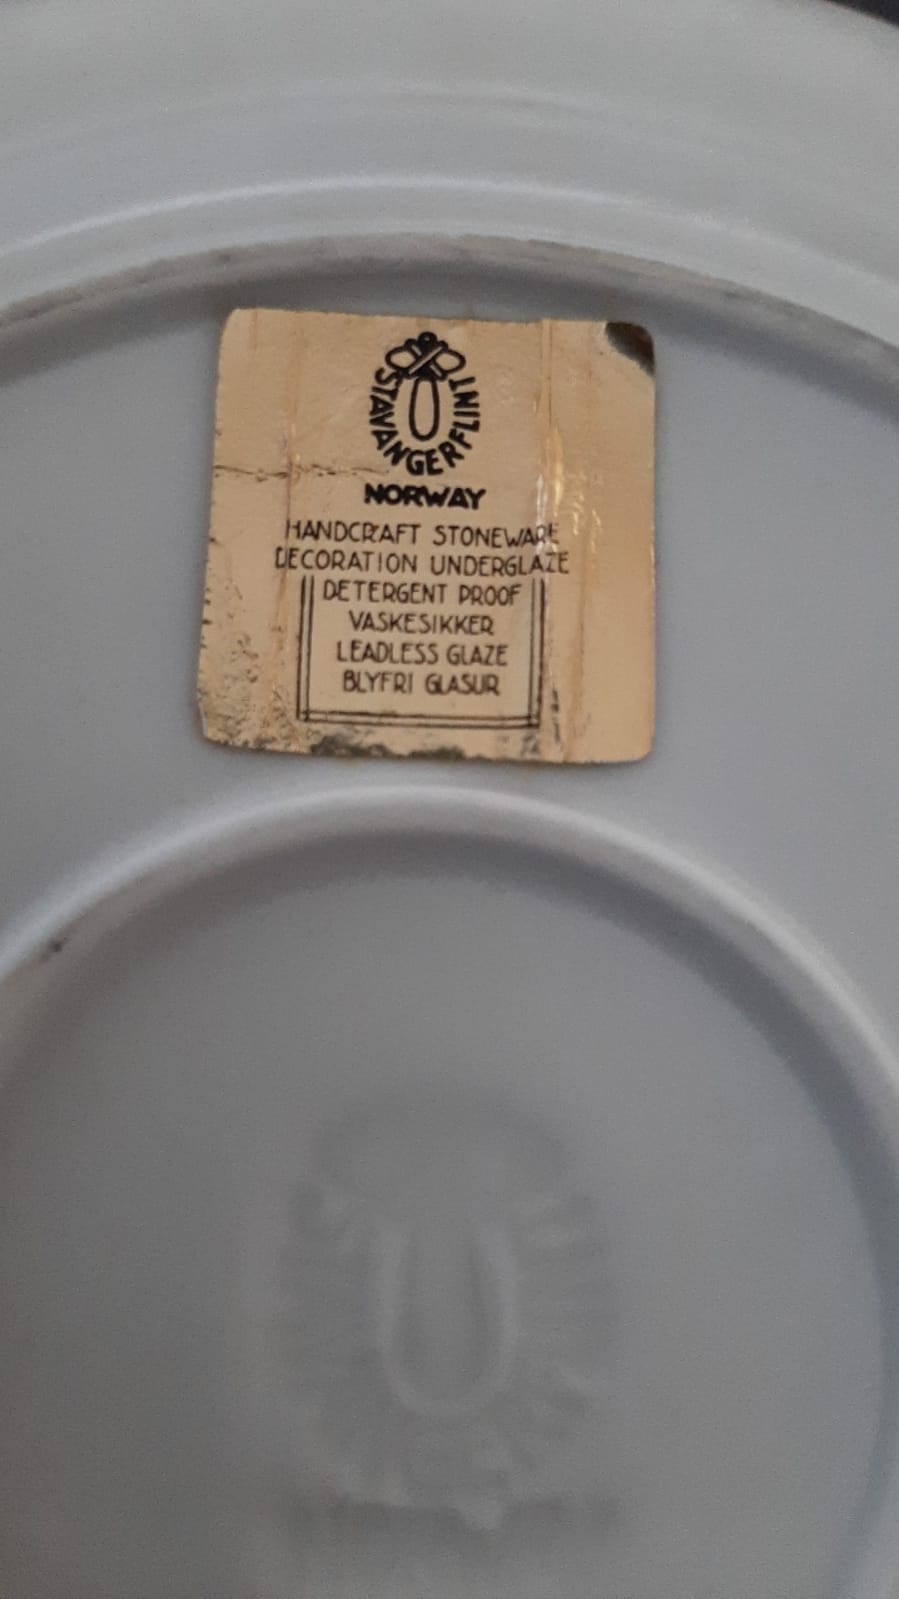 STAVANGERFLINT
NORWAY
HANDCRAFT STONEWARE
DECORATION UNDERGLAZE
DETERGENT PROOF
VASKESIKKER
LEADLESS GLAZE
BLYFRI GLASUR